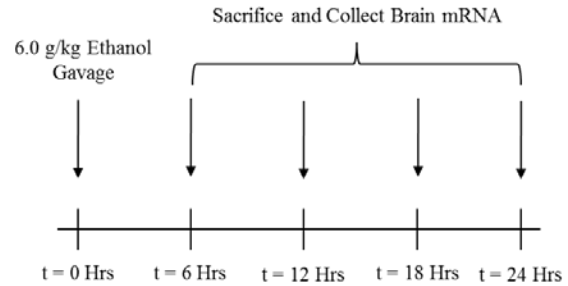 Sacrifice and Collect Brain mRNA
6.0 g/kg Ethanol
Gavage
t = 0 Hrs
t = 6 Hrs
t = 12 Hrs
t = 18 Hrs
t = 24 Hrs